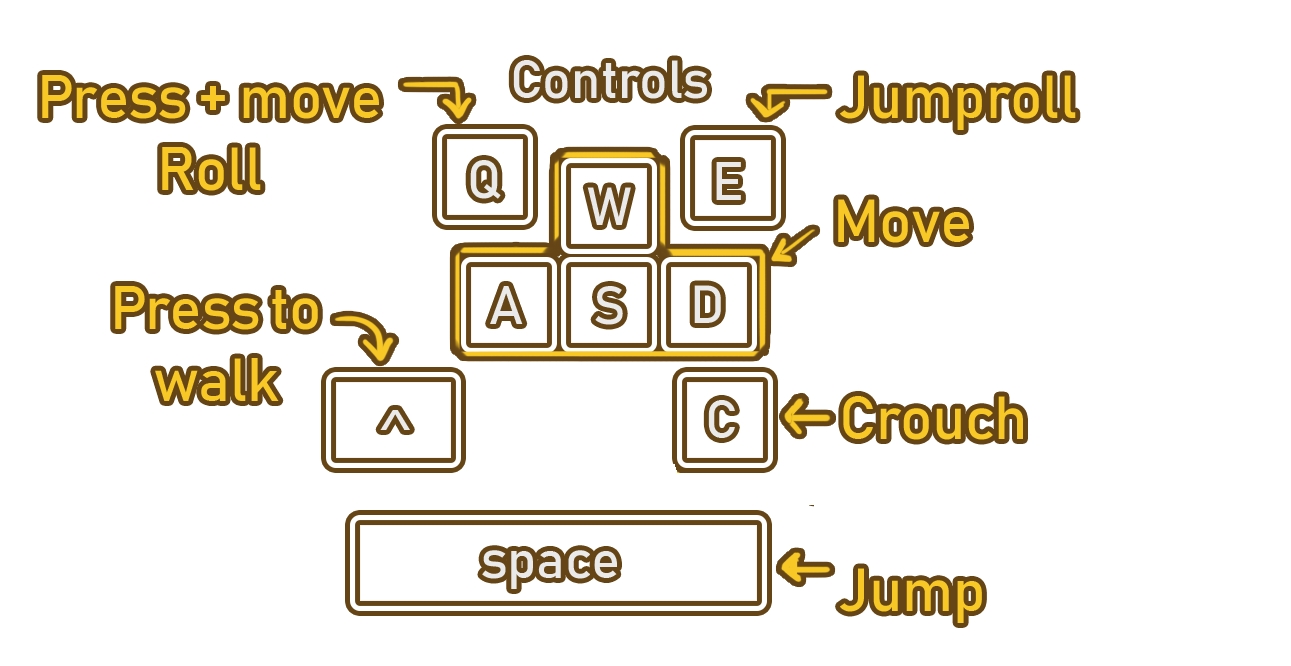 Controls
Press + move
Roll
Jumproll
Q
W
E
Move
A
S
D
Press to
walk
^
C
Crouch
space
Jump